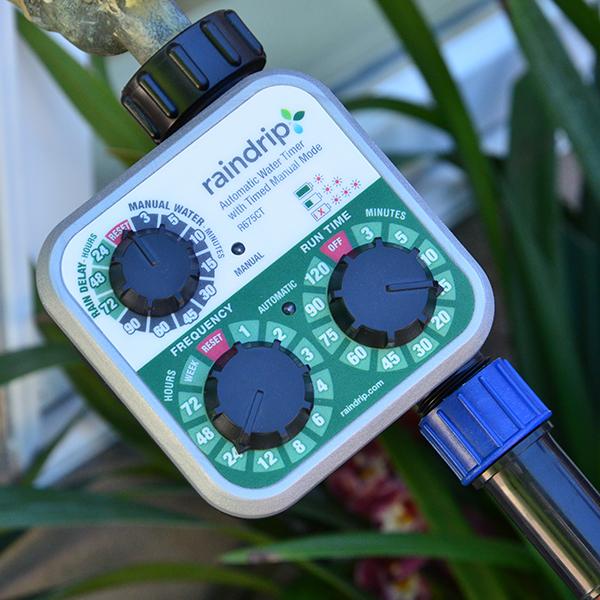 raindrip
Automatic Water Timer
with Timed Manual Mode
R675CT
MANUAL WATER - MINUTES
RESET 3 5 10 15 30 45 60 90
RAIN DELAY - HOURS
24 48 72
MANUAL
RUN TIME MINUTES
OFF 3 5 10 15 20 30 45 60 75 90 120
AUTOMATIC
FREQUENCY
RESET 1 2 3 4 6 8 12 24 48 72 WEEK
HOURS
raindrip.com